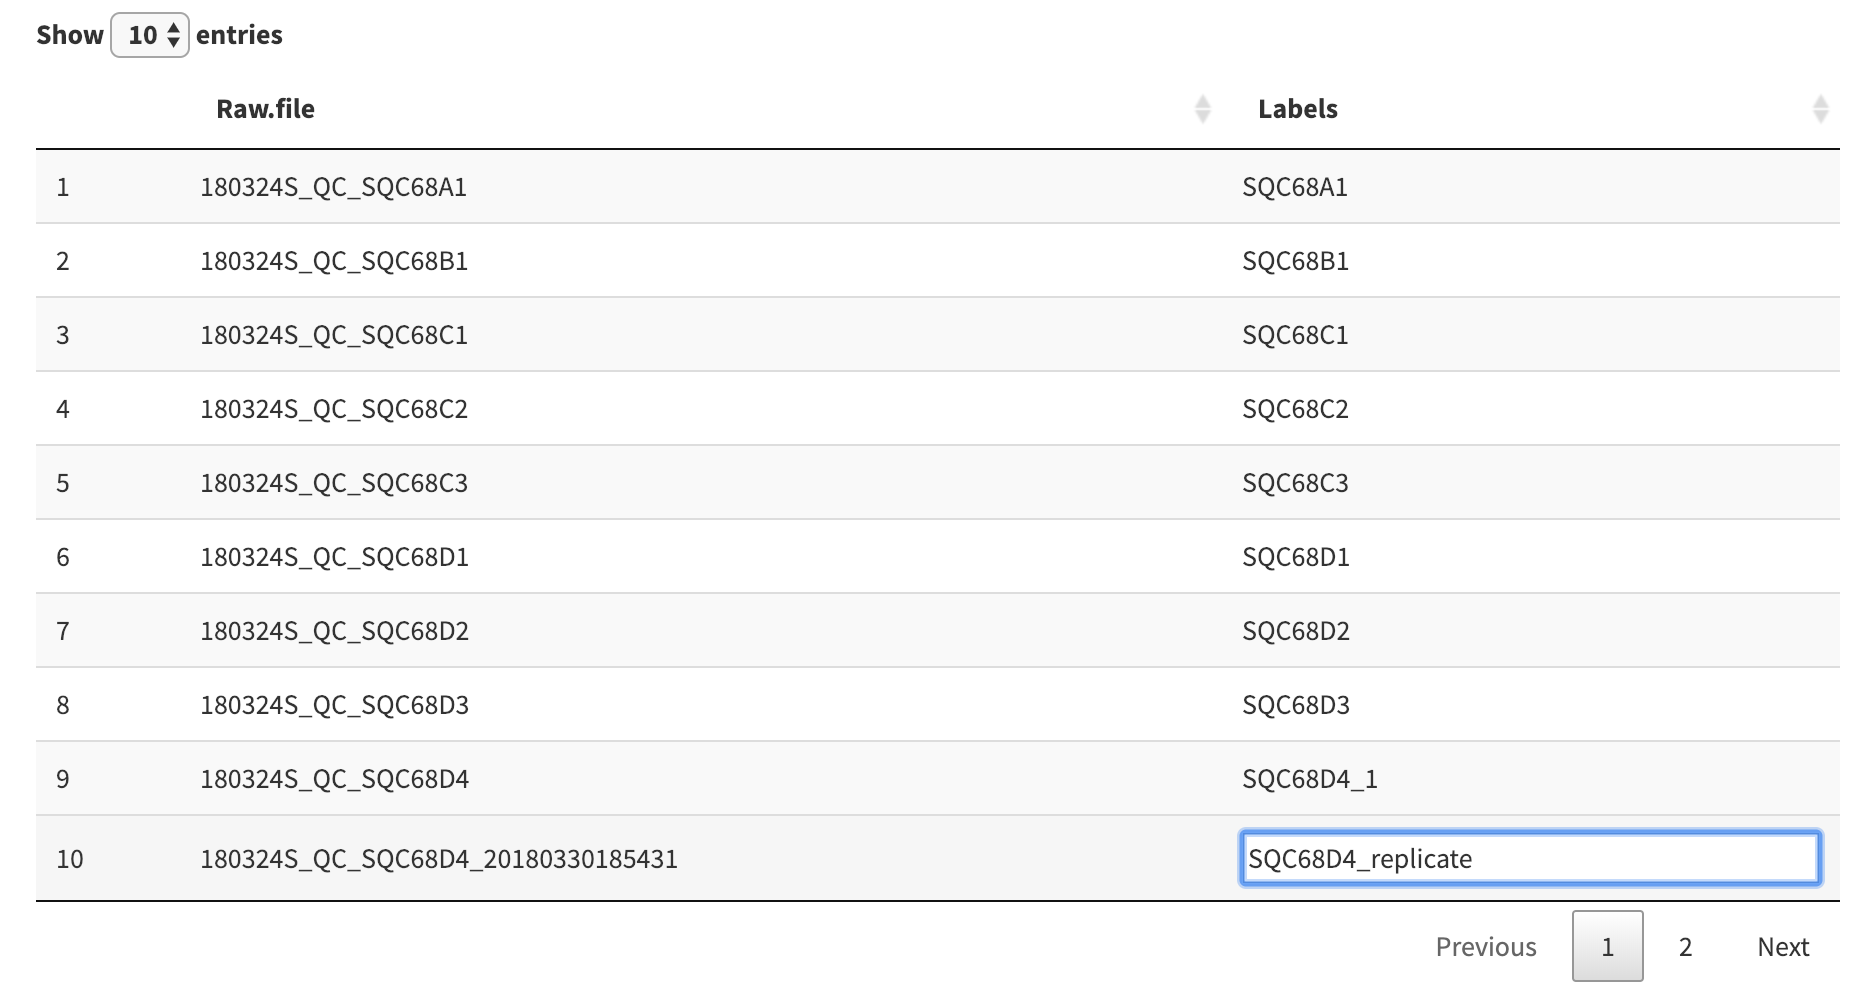 Show 10 entries
Raw.file Labels
1 180324S_QC_SQC68A1 SQC68A1
2 180324S_QC_SQC68B1 SQC68B1
3 180324S_QC_SQC68C1 SQC68C1
4 180324S_QC_SQC68C2 SQC68C2
5 180324S_QC_SQC68C3 SQC68C3
6 180324S_QC_SQC68D1 SQC68D1
7 180324S_QC_SQC68D2 SQC68D2
8 180324S_QC_SQC68D3 SQC68D3
9 180324S_QC_SQC68D4 SQC68D4_1
10 180324S_QC_SQC68D4_20180330185431 SQC68D4_replicate
Previous 1 2 Next